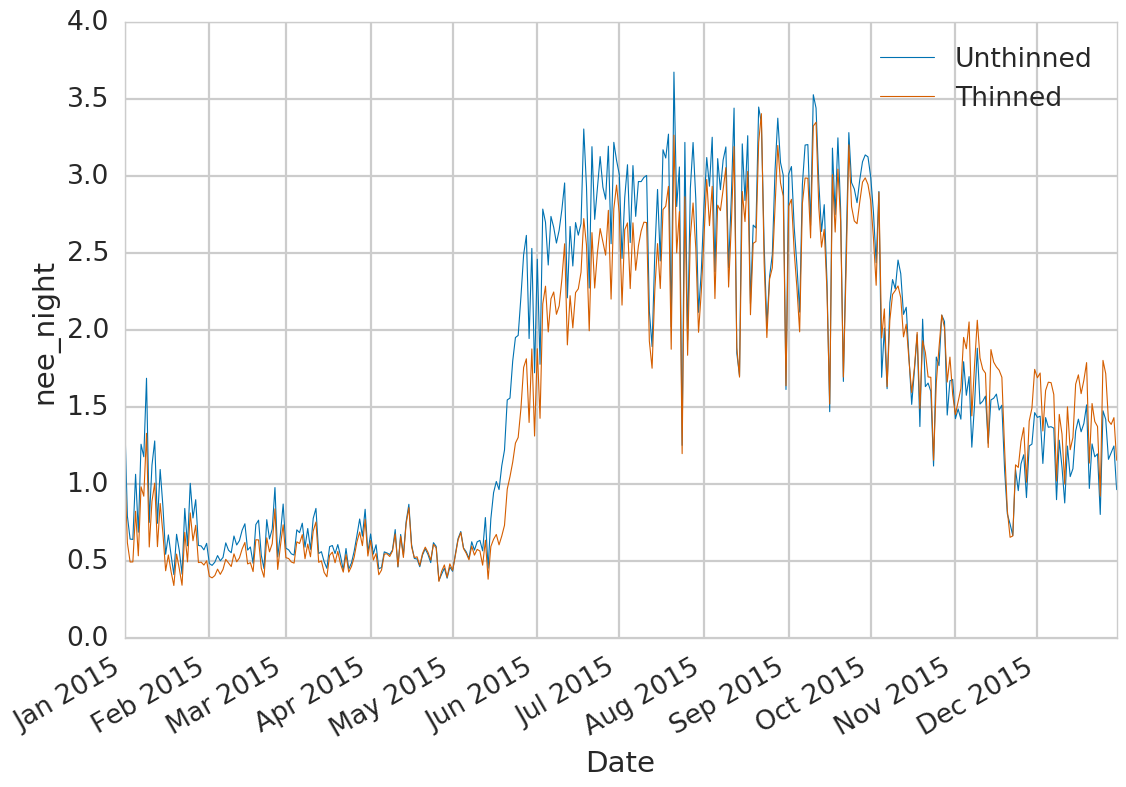 4.0
3.5
3.0
2.5
2.0
1.5
1.0
0.5
0.0
nee_night
Unthinned
Thinned
Jan 2015
Feb 2015
Mar 2015
Apr 2015
May 2015
Jun 2015
Jul 2015
Aug 2015
Sep 2015
Oct 2015
Nov 2015
Dec 2015
Date